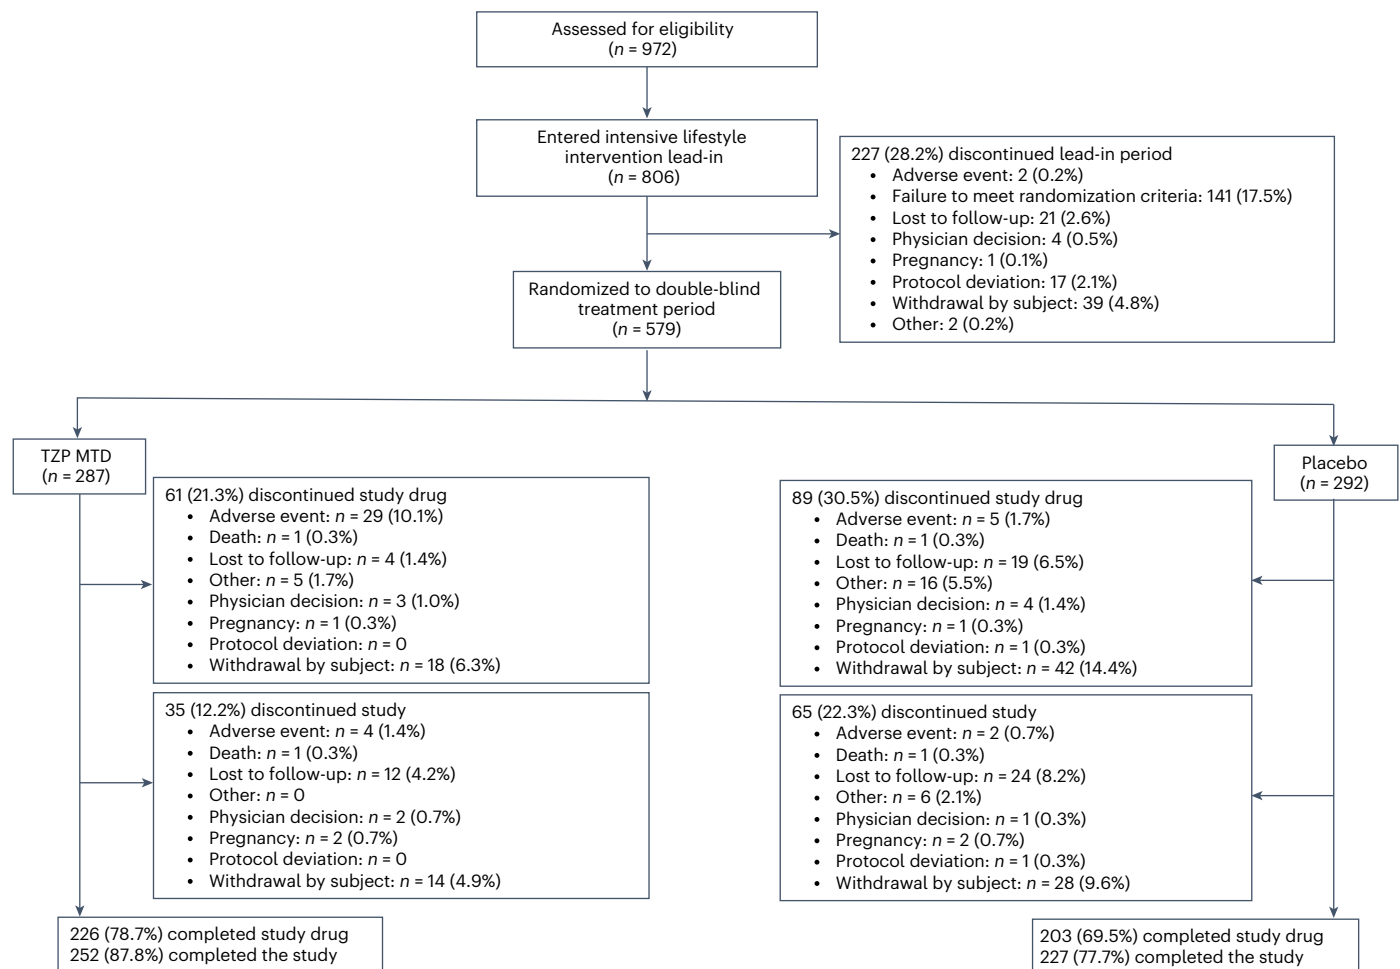 Assessed for eligibility
(n = 972)
Entered intensive lifestyle
intervention lead-in
(n = 806)
227 (28.2%) discontinued lead-in period
• Adverse event: 2 (0.2%)
• Failure to meet randomization criteria: 141 (17.5%)
• Lost to follow-up: 21 (2.6%)
• Physician decision: 4 (0.5%)
• Pregnancy: 1 (0.1%)
• Protocol deviation: 17 (2.1%)
• Withdrawal by subject: 39 (4.8%)
• Other: 2 (0.2%)
Randomized to double-blind
treatment period
(n = 579)
TZP MTD
(n = 287)
61 (21.3%) discontinued study drug
• Adverse event: n = 29 (10.1%)
• Death: n = 1 (0.3%)
• Lost to follow-up: n = 4 (1.4%)
• Other: n = 5 (1.7%)
• Physician decision: n = 3 (1.0%)
• Pregnancy: n = 1 (0.3%)
• Protocol deviation: n = 0
• Withdrawal by subject: n = 18 (6.3%)
35 (12.2%) discontinued study
• Adverse event: n = 4 (1.4%)
• Death: n = 1 (0.3%)
• Lost to follow-up: n = 12 (4.2%)
• Other: n = 0
• Physician decision: n = 2 (0.7%)
• Pregnancy: n = 2 (0.7%)
• Protocol deviation: n = 0
• Withdrawal by subject: n = 14 (4.9%)
226 (78.7%) completed study drug
252 (87.8%) completed the study
Placebo
(n = 292)
89 (30.5%) discontinued study drug
• Adverse event: n = 5 (1.7%)
• Death: n = 1 (0.3%)
• Lost to follow-up: n = 19 (6.5%)
• Other: n = 16 (5.5%)
• Physician decision: n = 4 (1.4%)
• Pregnancy: n = 1 (0.3%)
• Protocol deviation: n = 1 (0.3%)
• Withdrawal by subject: n = 42 (14.4%)
65 (22.3%) discontinued study
• Adverse event: n = 2 (0.7%)
• Death: n = 1 (0.3%)
• Lost to follow-up: n = 24 (8.2%)
• Other: n = 6 (2.1%)
• Physician decision: n = 1 (0.3%)
• Pregnancy: n = 2 (0.7%)
• Protocol deviation: n = 1 (0.3%)
• Withdrawal by subject: n = 28 (9.6%)
203 (69.5%) completed study drug
227 (77.7%) completed the study